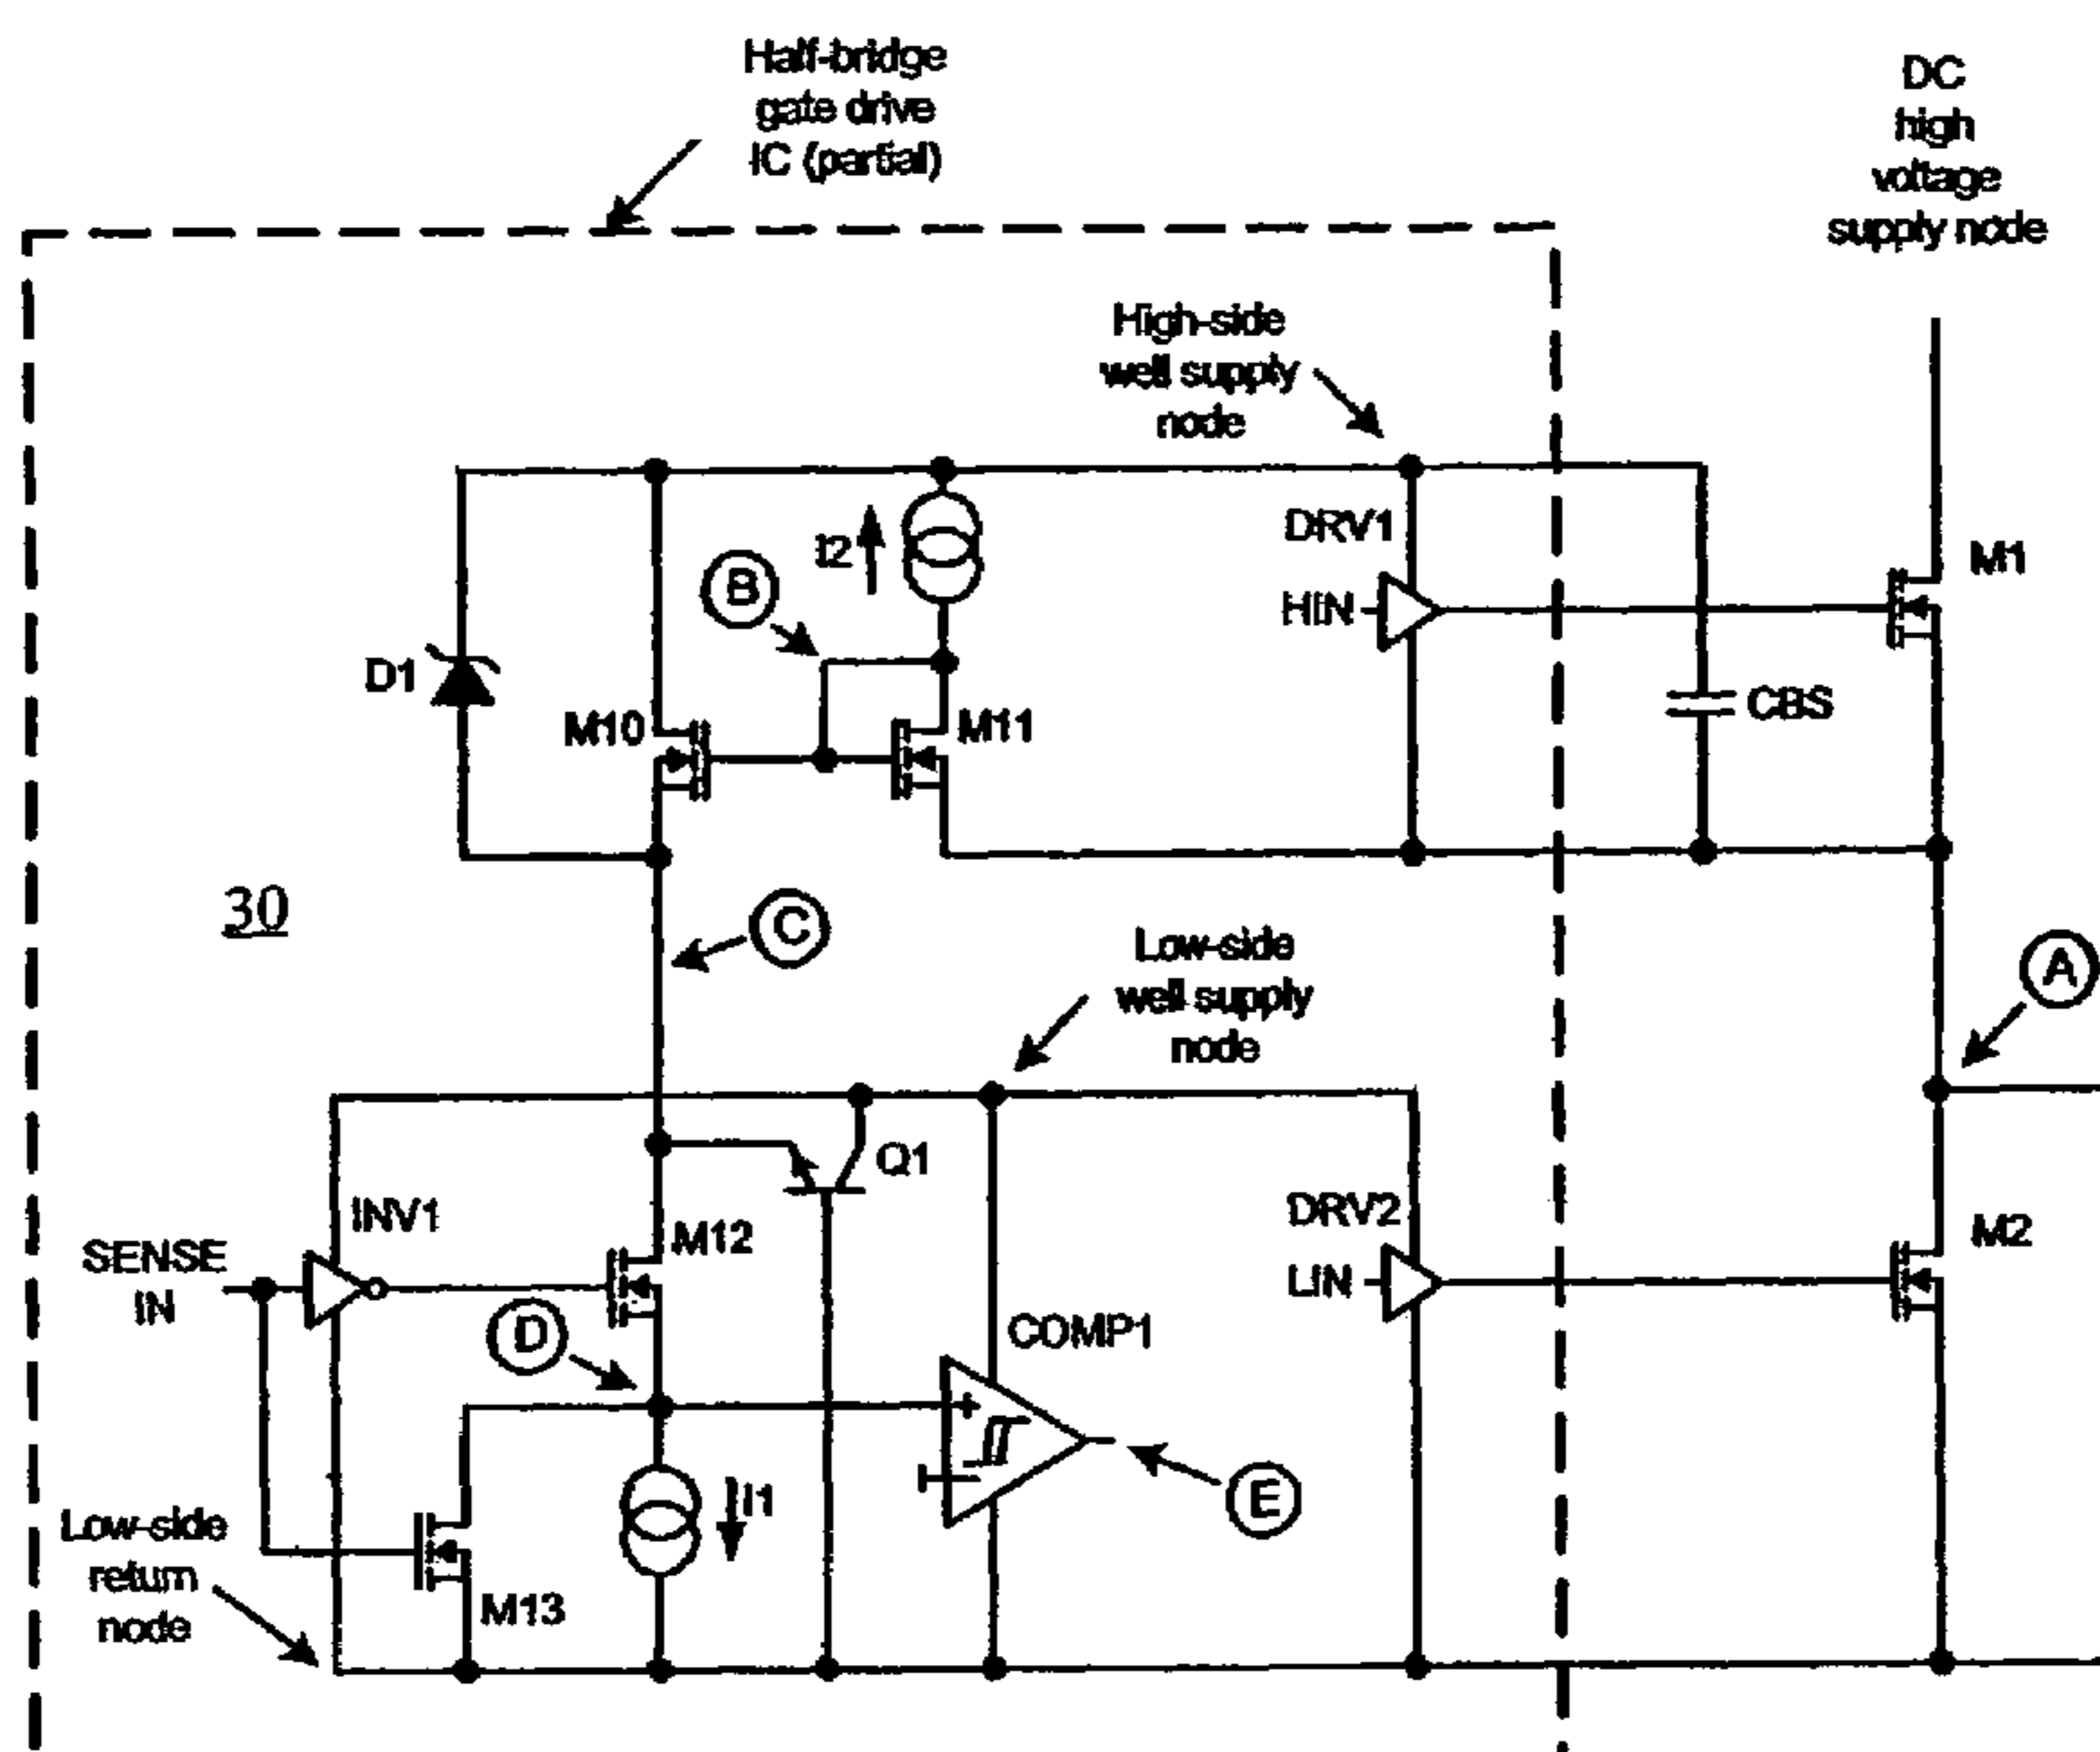 Half-bridge
gate drive
IC (partial)
DC
high
voltage
supply node
High-side
well supply
node
DRV1
I2
B
M1
HIN
D1
M10
M11
CBS
30
C
Low-side
well supply
node
A
Q1
INV1
DRV2
M12
M2
SENSE
IN
LIN
D
COMP1
+
I1
E
Low-side
return
node
M13